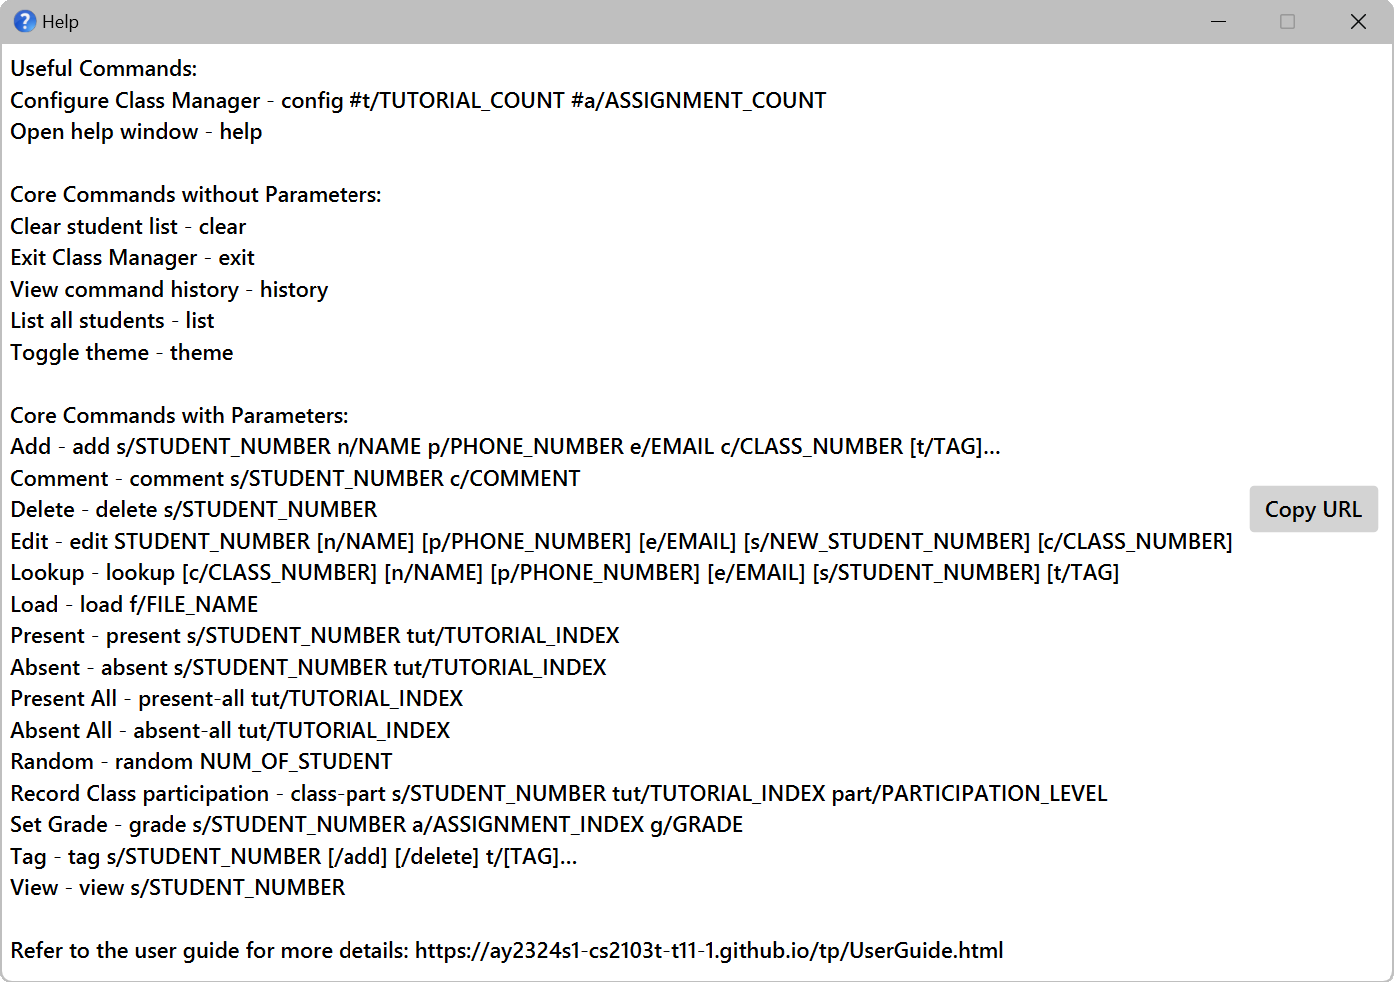 Help
Useful Commands:
Configure Class Manager - config #t/TUTORIAL_COUNT #a/ASSIGNMENT_COUNT
Open help window - help
Core Commands without Parameters:
Clear student list - clear
Exit Class Manager - exit
View command history - history
List all students - list
Toggle theme - theme
Core Commands with Parameters:
Add - add s/STUDENT_NUMBER n/NAME p/PHONE_NUMBER e/EMAIL c/CLASS_NUMBER [t/TAG]...
Comment - comment s/STUDENT_NUMBER c/COMMENT
Delete - delete s/STUDENT_NUMBER
Copy URL
Edit - edit STUDENT_NUMBER [n/NAME] [p/PHONE_NUMBER] [e/EMAIL] [s/NEW_STUDENT_NUMBER] [c/CLASS_NUMBER]
Lookup - lookup [c/CLASS_NUMBER] [n/NAME] [p/PHONE_NUMBER] [e/EMAIL] [s/STUDENT_NUMBER] [t/TAG]
Load - load f/FILE_NAME
Present - present s/STUDENT_NUMBER tut/TUTORIAL_INDEX
Absent - absent s/STUDENT_NUMBER tut/TUTORIAL_INDEX
Present All - present-all tut/TUTORIAL_INDEX
Absent All - absent-all tut/TUTORIAL_INDEX
Random - random NUM_OF_STUDENT
Record Class participation - class-part s/STUDENT_NUMBER tut/TUTORIAL_INDEX part/PARTICIPATION_LEVEL
Set Grade - grade s/STUDENT_NUMBER a/ASSIGNMENT_INDEX g/GRADE
Tag - tag s/STUDENT_NUMBER [/add] [/delete] t/[TAG]...
View - view s/STUDENT_NUMBER
Refer to the user guide for more details: https://ay2324s1-cs2103t-t11-1.github.io/tp/UserGuide.html